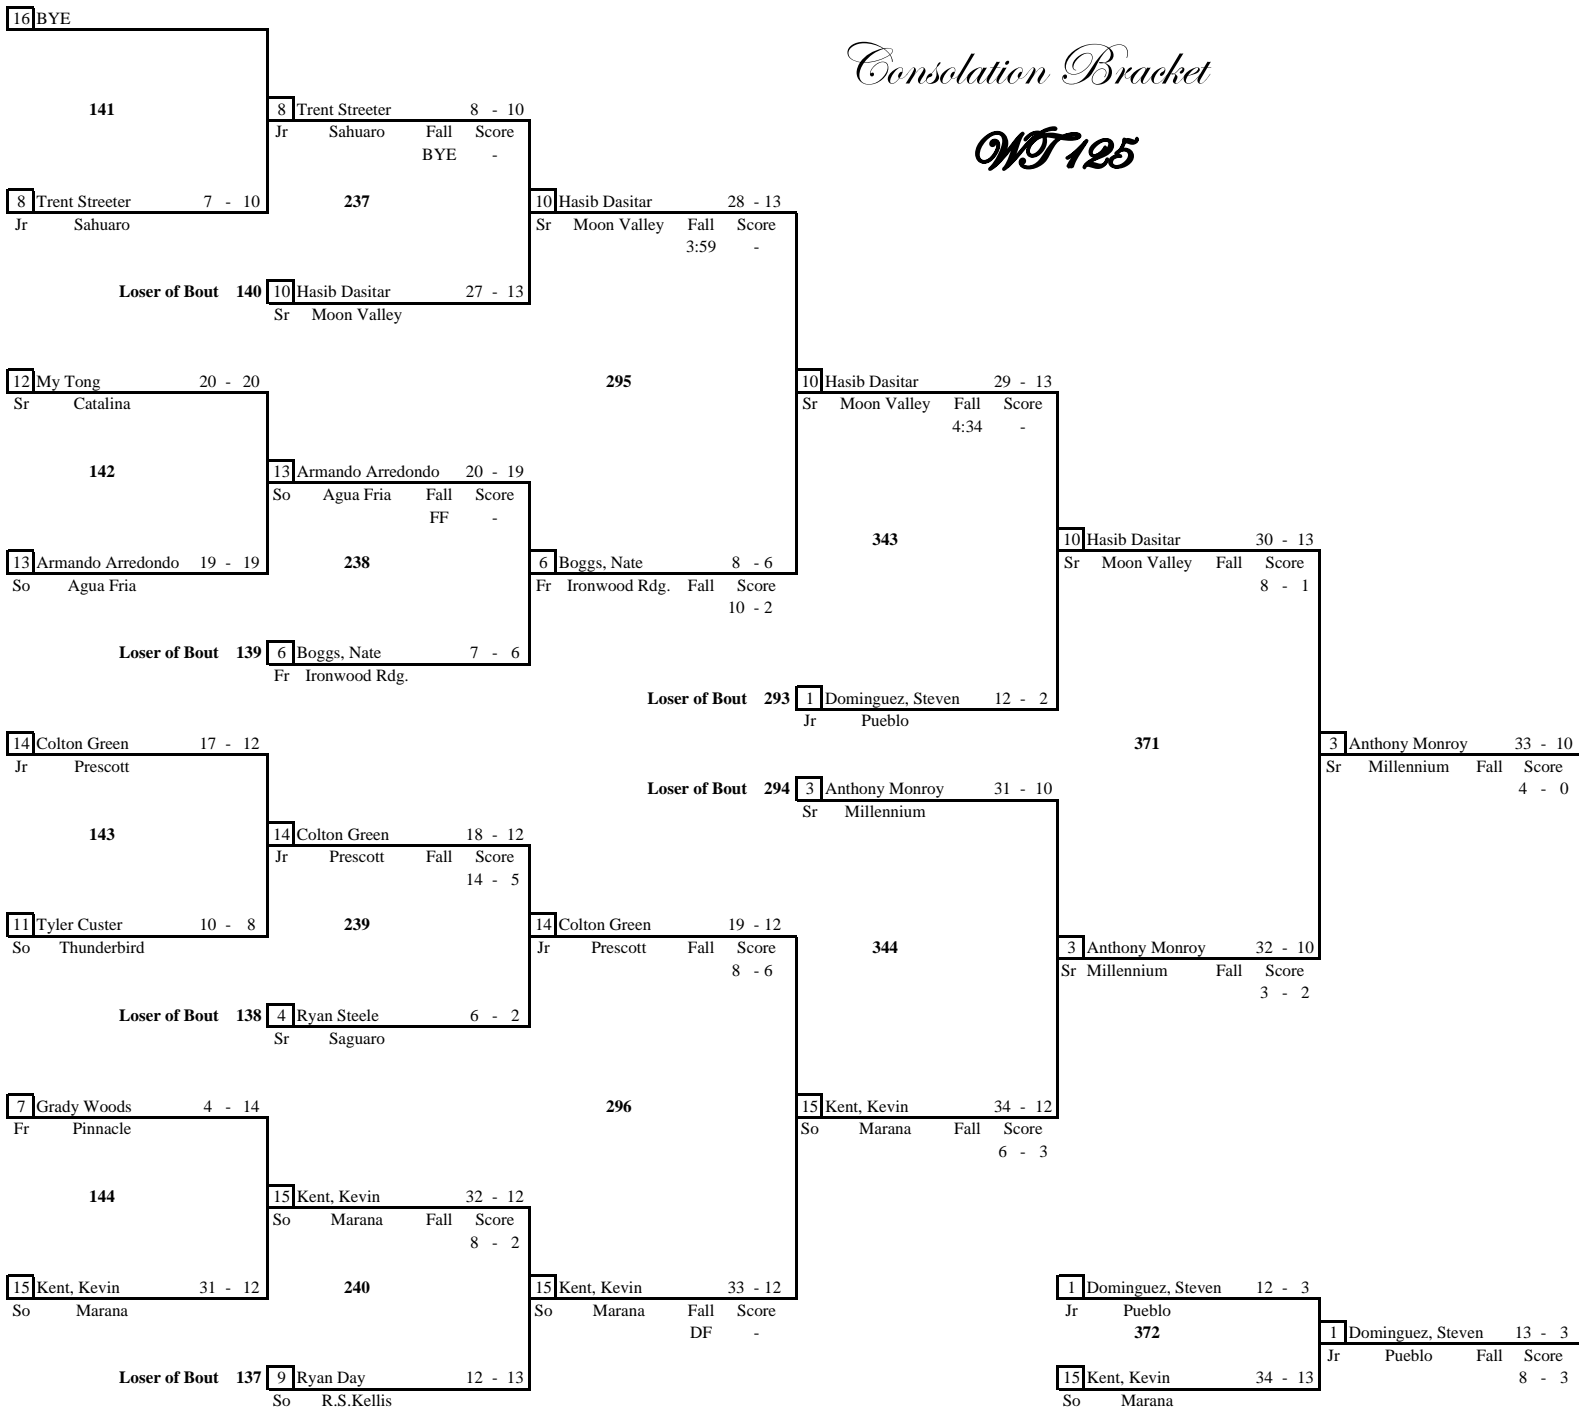 16 BYE
Consolation Bracket
141
8 Trent Streeter 8 - 10
Jr Sahuaro Fall Score
BYE -
WT 125
8 Trent Streeter 7 - 10
Jr Sahuaro
237
10 Hasib Dasitar 28 - 13
Sr Moon Valley Fall Score
3:59 -
Loser of Bout 140 10 Hasib Dasitar 27 - 13
Sr Moon Valley
12 My Tong 20 - 20
Sr Catalina
295
10 Hasib Dasitar 29 - 13
Sr Moon Valley Fall Score
4:34 -
142
13 Armando Arredondo 20 - 19
So Agua Fria Fall Score
FF -
343
10 Hasib Dasitar 30 - 13
Sr Moon Valley Fall Score
8 - 1
13 Armando Arredondo 19 - 19
So Agua Fria
238
6 Boggs, Nate 8 - 6
Fr Ironwood Rdg. Fall Score
10 - 2
Loser of Bout 139 6 Boggs, Nate 7 - 6
Fr Ironwood Rdg.
Loser of Bout 293 1 Dominguez, Steven 12 - 2
Jr Pueblo
14 Colton Green 17 - 12
Jr Prescott
371
3 Anthony Monroy 33 - 10
Sr Millennium Fall Score
4 - 0
Loser of Bout 294 3 Anthony Monroy 31 - 10
Sr Millennium
143
14 Colton Green 18 - 12
Jr Prescott Fall Score
14 - 5
11 Tyler Custer 10 - 8
So Thunderbird
239
14 Colton Green 19 - 12
Jr Prescott Fall Score
8 - 6
344
3 Anthony Monroy 32 - 10
Sr Millennium Fall Score
3 - 2
Loser of Bout 138 4 Ryan Steele 6 - 2
Sr Saguaro
7 Grady Woods 4 - 14
Fr Pinnacle
296
15 Kent, Kevin 34 - 12
So Marana Fall Score
6 - 3
144
15 Kent, Kevin 32 - 12
So Marana Fall Score
8 - 2
15 Kent, Kevin 31 - 12
So Marana
240
15 Kent, Kevin 33 - 12
So Marana Fall Score
DF -
1 Dominguez, Steven 12 - 3
Jr Pueblo
372
1 Dominguez, Steven 13 - 3
Jr Pueblo Fall Score
8 - 3
Loser of Bout 137 9 Ryan Day 12 - 13
So R.S.Kellis
15 Kent, Kevin 34 - 13
So Marana